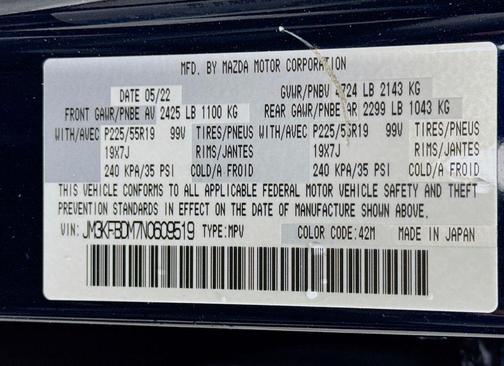 MFD. BY MAZDA MOTOR CORPORATION
DATE 05/22 GVWR/PNBV 4724 LB 2143 KG
FRONT GAWR/PNBE AV 2425 LB 1100 KG REAR GAWR/PNBE AR 2299 LB 1043 KG
WITH/AVEC P225/55R19 99V TIRES/PNEUS WITH/AVEC P225/55R19 99V TIRES/PNEUS
19X7J RIMS/JANTES 19X7J RIMS/JANTES
240 KPA/35 PSI COLD/A FROID 240 KPA/35 PSI COLD/A FROID
THIS VEHICLE CONFORMS TO ALL APPLICABLE FEDERAL MOTOR VEHICLE SAFETY AND THEFT
PREVENTION STANDARDS IN EFFECT ON THE DATE OF MANUFACTURE SHOWN ABOVE.
VIN: JM3KFBDM7N0609519 TYPE:MPV COLOR CODE:42M MADE IN JAPAN